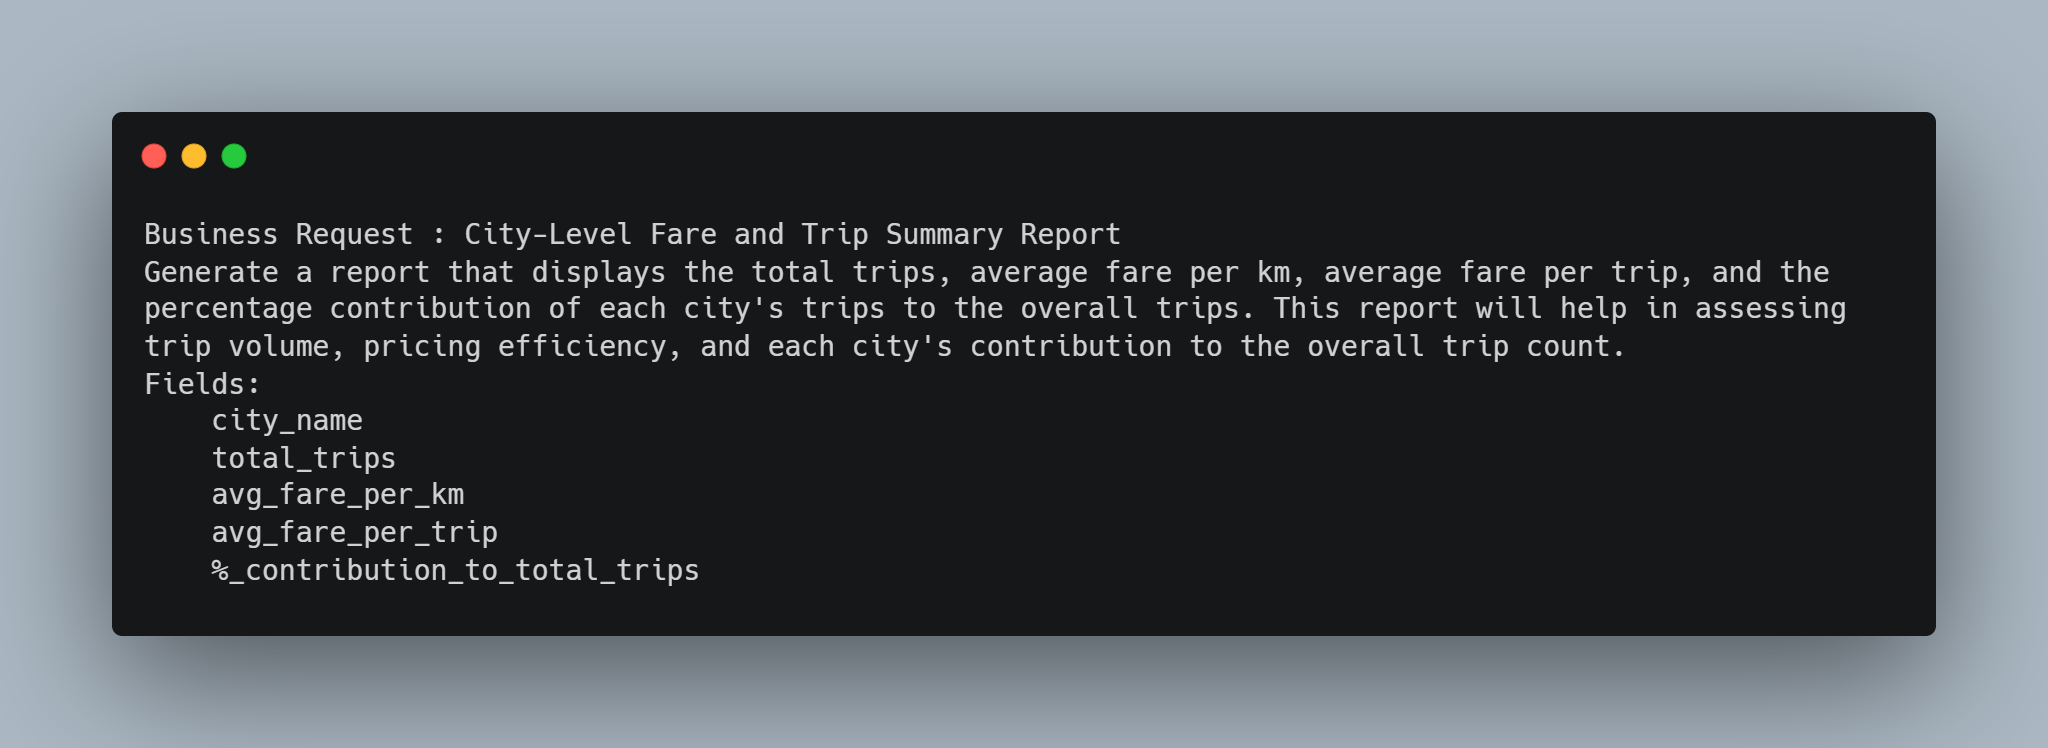 Business Request : City-Level Fare and Trip Summary Report
Generate a report that displays the total trips, average fare per km, average fare per trip, and the
percentage contribution of each city's trips to the overall trips. This report will help in assessing
trip volume, pricing efficiency, and each city's contribution to the overall trip count.
Fields:
    city_name
    total_trips
    avg_fare_per_km
    avg_fare_per_trip
    %_contribution_to_total_trips